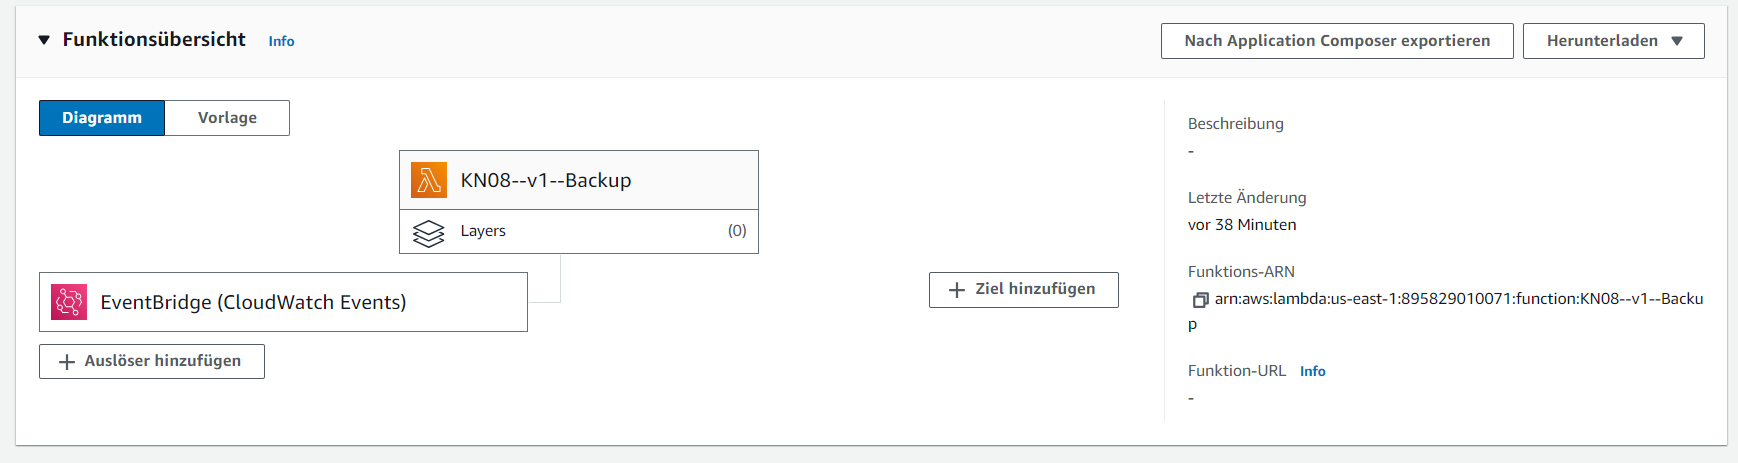 Funktionsübersicht Info
Nach Application Composer exportieren
Herunterladen
Diagramm
Vorlage
KN08--v1--Backup
Layers (0)
EventBridge (CloudWatch Events)
Auslöser hinzufügen
Ziel hinzufügen
Beschreibung
-
Letzte Änderung
vor 38 Minuten
Funktions-ARN
arn:aws:lambda:us-east-1:895829010071:function:KN08--v1--Backu
p
Funktion-URL Info
-